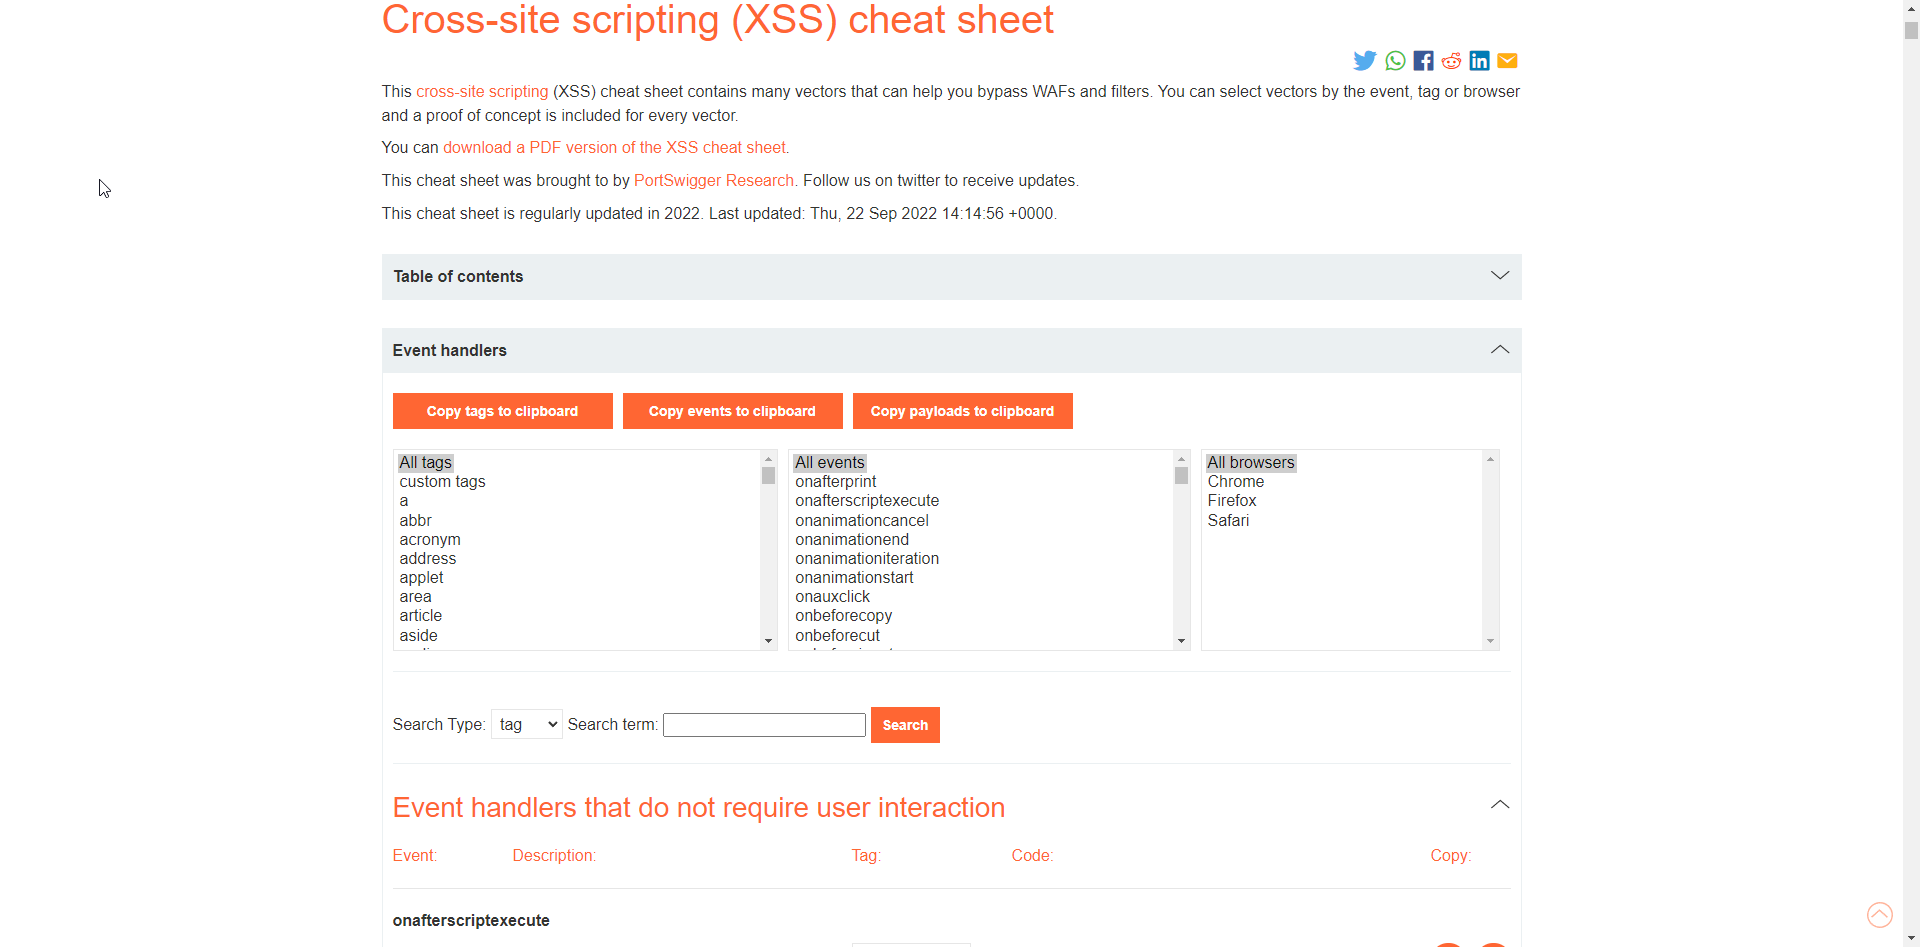 Cross-site scripting (XSS) cheat sheet
This cross-site scripting (XSS) cheat sheet contains many vectors that can help you bypass WAFs and filters. You can select vectors by the event, tag or browser
and a proof of concept is included for every vector.
You can download a PDF version of the XSS cheat sheet.
This cheat sheet was brought to by PortSwigger Research. Follow us on twitter to receive updates.
This cheat sheet is regularly updated in 2022. Last updated: Thu, 22 Sep 2022 14:14:56 +0000.
Table of contents
Event handlers
Copy tags to clipboard Copy events to clipboard Copy payloads to clipboard
All tags
custom tags
a
abbr
acronym
address
applet
area
article
aside
All events
onafterprint
onafterscriptexecute
onanimationcancel
onanimationend
onanimationiteration
onanimationstart
onauxclick
onbeforecopy
onbeforecut
All browsers
Chrome
Firefox
Safari
Search Type: tag Search term: Search
Event handlers that do not require user interaction
Event: Description: Tag: Code: Copy:
onafterscriptexecute